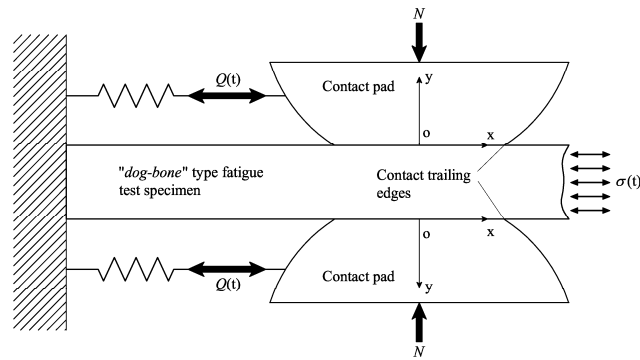 N
Q(t)
Contact pad
y
o
x
"dog-bone" type fatigue
test specimen
Contact trailing
edges
σ(t)
o
x
Q(t)
Contact pad
y
N